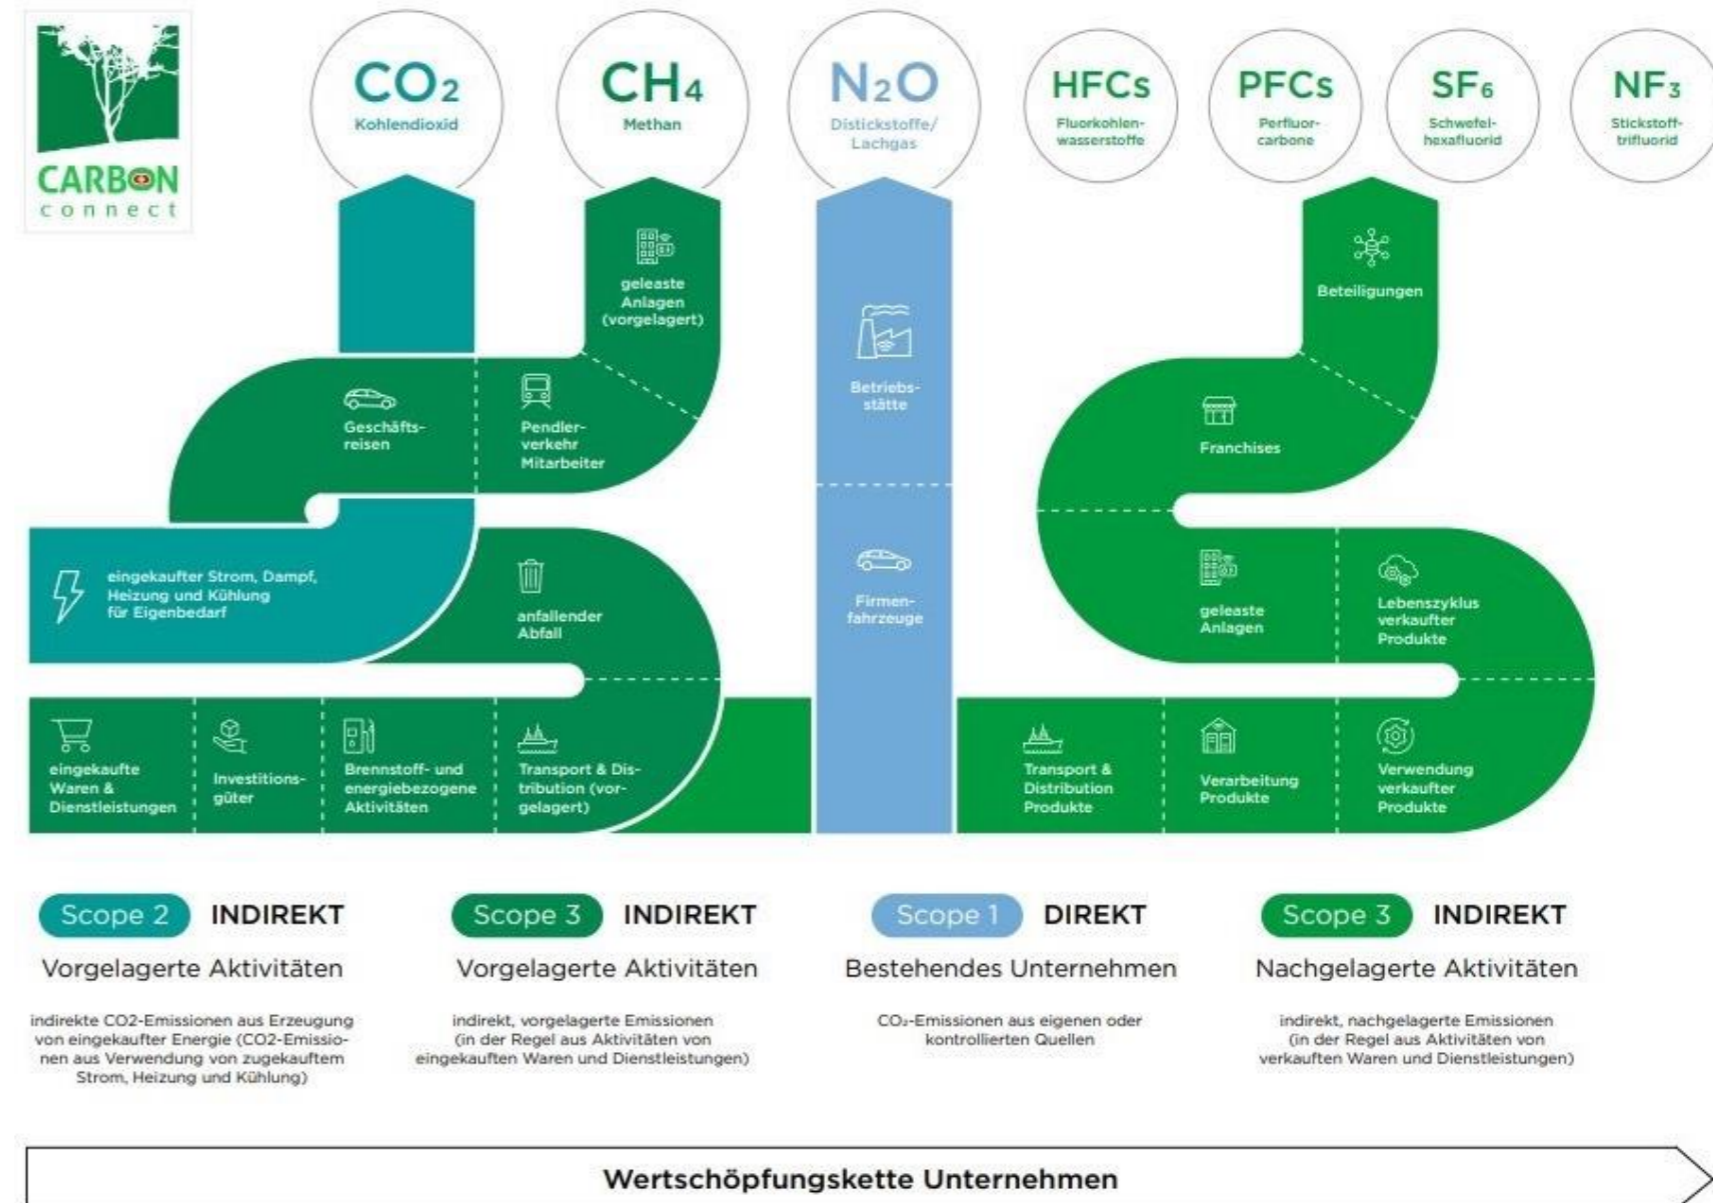 CARBON
connect
CO₂
Kohlendioxid
CH₄
Methan
N₂O
Distickstoffe/
Lachgas
HFCs
Fluorkohlen-
wasserstoffe
PFCs
Perfluor-
carbone
SF₆
Schwefel-
hexafluorid
NF₃
Stickstoff-
trifluorid
geleaste
Anlagen
(vorgelagert)
Beteiligungen
Geschäfts-
reisen
Pendler-
verkehr
Mitarbeiter
Betriebs-
stätte
Franchises
eingekaufter Strom, Dampf,
Heizung und Kühlung
für Eigenbedarf
anfallender
Abfall
Firmen-
fahrzeuge
geleaste
Anlagen
Lebenszyklus
verkaufter
Produkte
eingekaufte
Waren &
Dienstleistungen
Investitions-
güter
Brennstoff- und
energiebezogene
Aktivitäten
Transport & Dis-
tribution (vor-
gelagert)
Transport &
Distribution
Produkte
Verarbeitung
Produkte
Verwendung
verkaufter
Produkte
Scope 2 INDIREKT
Vorgelagerte Aktivitäten
indirekte CO2-Emissionen aus Erzeugung
von eingekaufter Energie (CO2-Emissio-
nen aus Verwendung von zugekauftem
Strom, Heizung und Kühlung)
Scope 3 INDIREKT
Vorgelagerte Aktivitäten
indirekt, vorgelagerte Emissionen
(in der Regel aus Aktivitäten von
eingekauften Waren und Dienstleistungen)
Scope 1 DIREKT
Bestehendes Unternehmen
CO₂-Emissionen aus eigenen oder
kontrollierten Quellen
Scope 3 INDIREKT
Nachgelagerte Aktivitäten
indirekt, nachgelagerte Emissionen
(in der Regel aus Aktivitäten von
verkauften Waren und Dienstleistungen)
Wertschöpfungskette Unternehmen